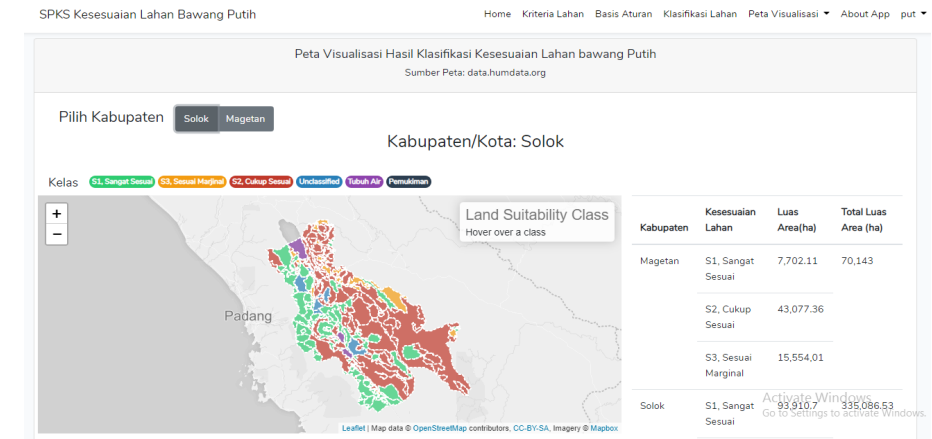 SPKS Kesesuaian Lahan Bawang Putih
Home Kriteria Lahan Basis Aturan Klasifikasi Lahan Peta Visualisasi About App put
Peta Visualisasi Hasil Klasifikasi Kesesuaian Lahan bawang Putih
Sumber Peta: data.humdata.org
Pilih Kabupaten Solok Magetan
Kabupaten/Kota: Solok
Kelas S1, Sangat Sesuai S3, Sesuai Marjinal S2, Cukup Sesuai Unclassified Tubuh Air Pemukiman
+
−
Land Suitability Class
Hover over a class
Padang
Leaflet | Map data © OpenStreetMap contributors, CC-BY-SA, Imagery © Mapbox
Kabupaten Kesesuaian Lahan Luas Area(ha) Total Luas Area (ha)
Magetan S1, Sangat Sesuai 7,702.11 70,143
S2, Cukup Sesuai 43,077.36
S3, Sesuai Marginal 15,554,01
Solok S1, Sangat Sesuai 93,910.7 335,086.53
Activate Windows
Go to Settings to activate Windows.